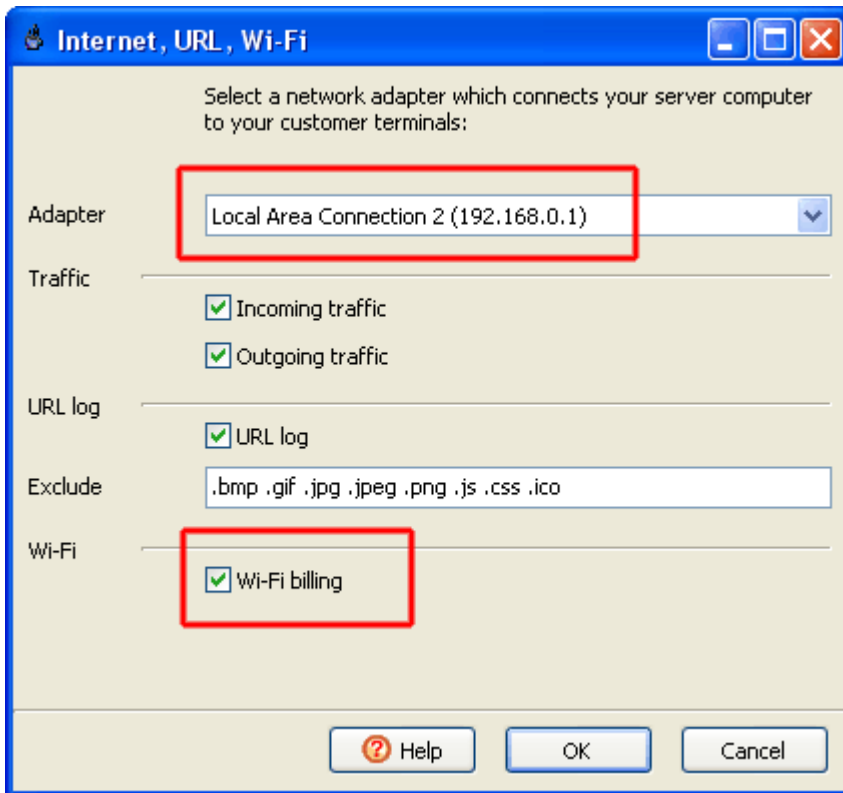 Internet, URL, Wi-Fi
Select a network adapter which connects your server computer
to your customer terminals:
Adapter
Local Area Connection 2 (192.168.0.1)
Traffic
Incoming traffic
Outgoing traffic
URL log
URL log
Exclude
.bmp .gif .jpg .jpeg .png .js .css .ico
Wi-Fi
Wi-Fi billing
Help
OK
Cancel